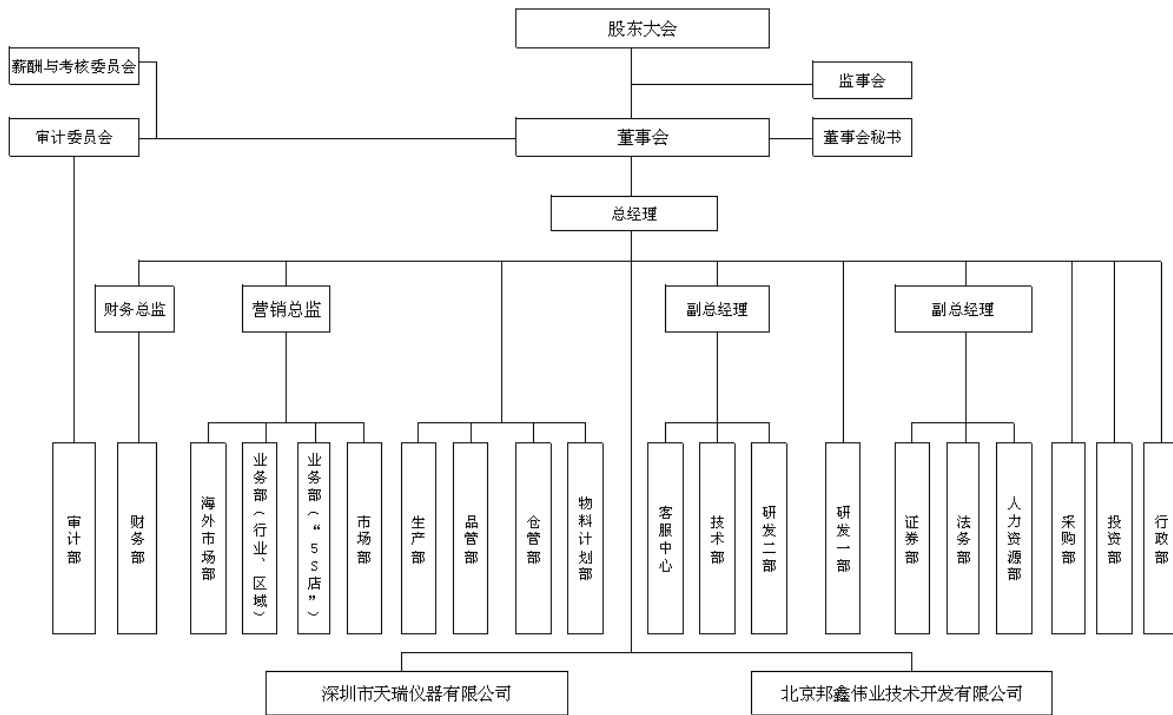 股东大会
薪酬与考核委员会
监事会
审计委员会
董事会
董事会秘书
总经理
财务总监
营销总监
副总经理
副总经理
审计部
财务部
海外市场部
业务部（行业、区域）
业务部（“5S店”）
市场部
生产部
品管部
仓管部
物料计划部
客服中心
技术部
研发二部
研发一部
证券部
法务部
人力资源部
采购部
投资部
行政部
深圳市天瑞仪器有限公司
北京邦鑫伟业技术开发有限公司